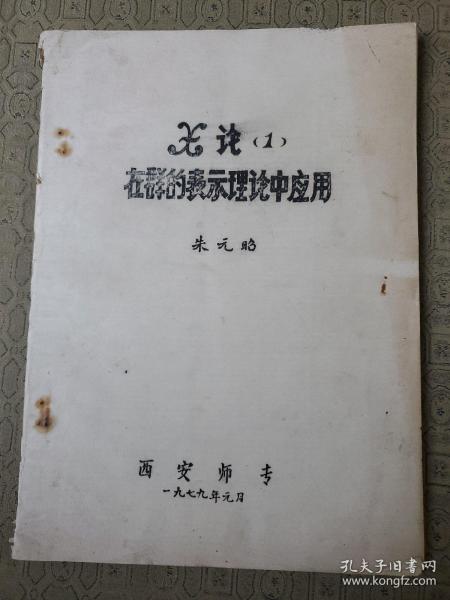 X论(1)
在群的表示理论中应用
朱元昭
西安师专
一九七九年元月
孔夫子旧书网
www.kongfz.com